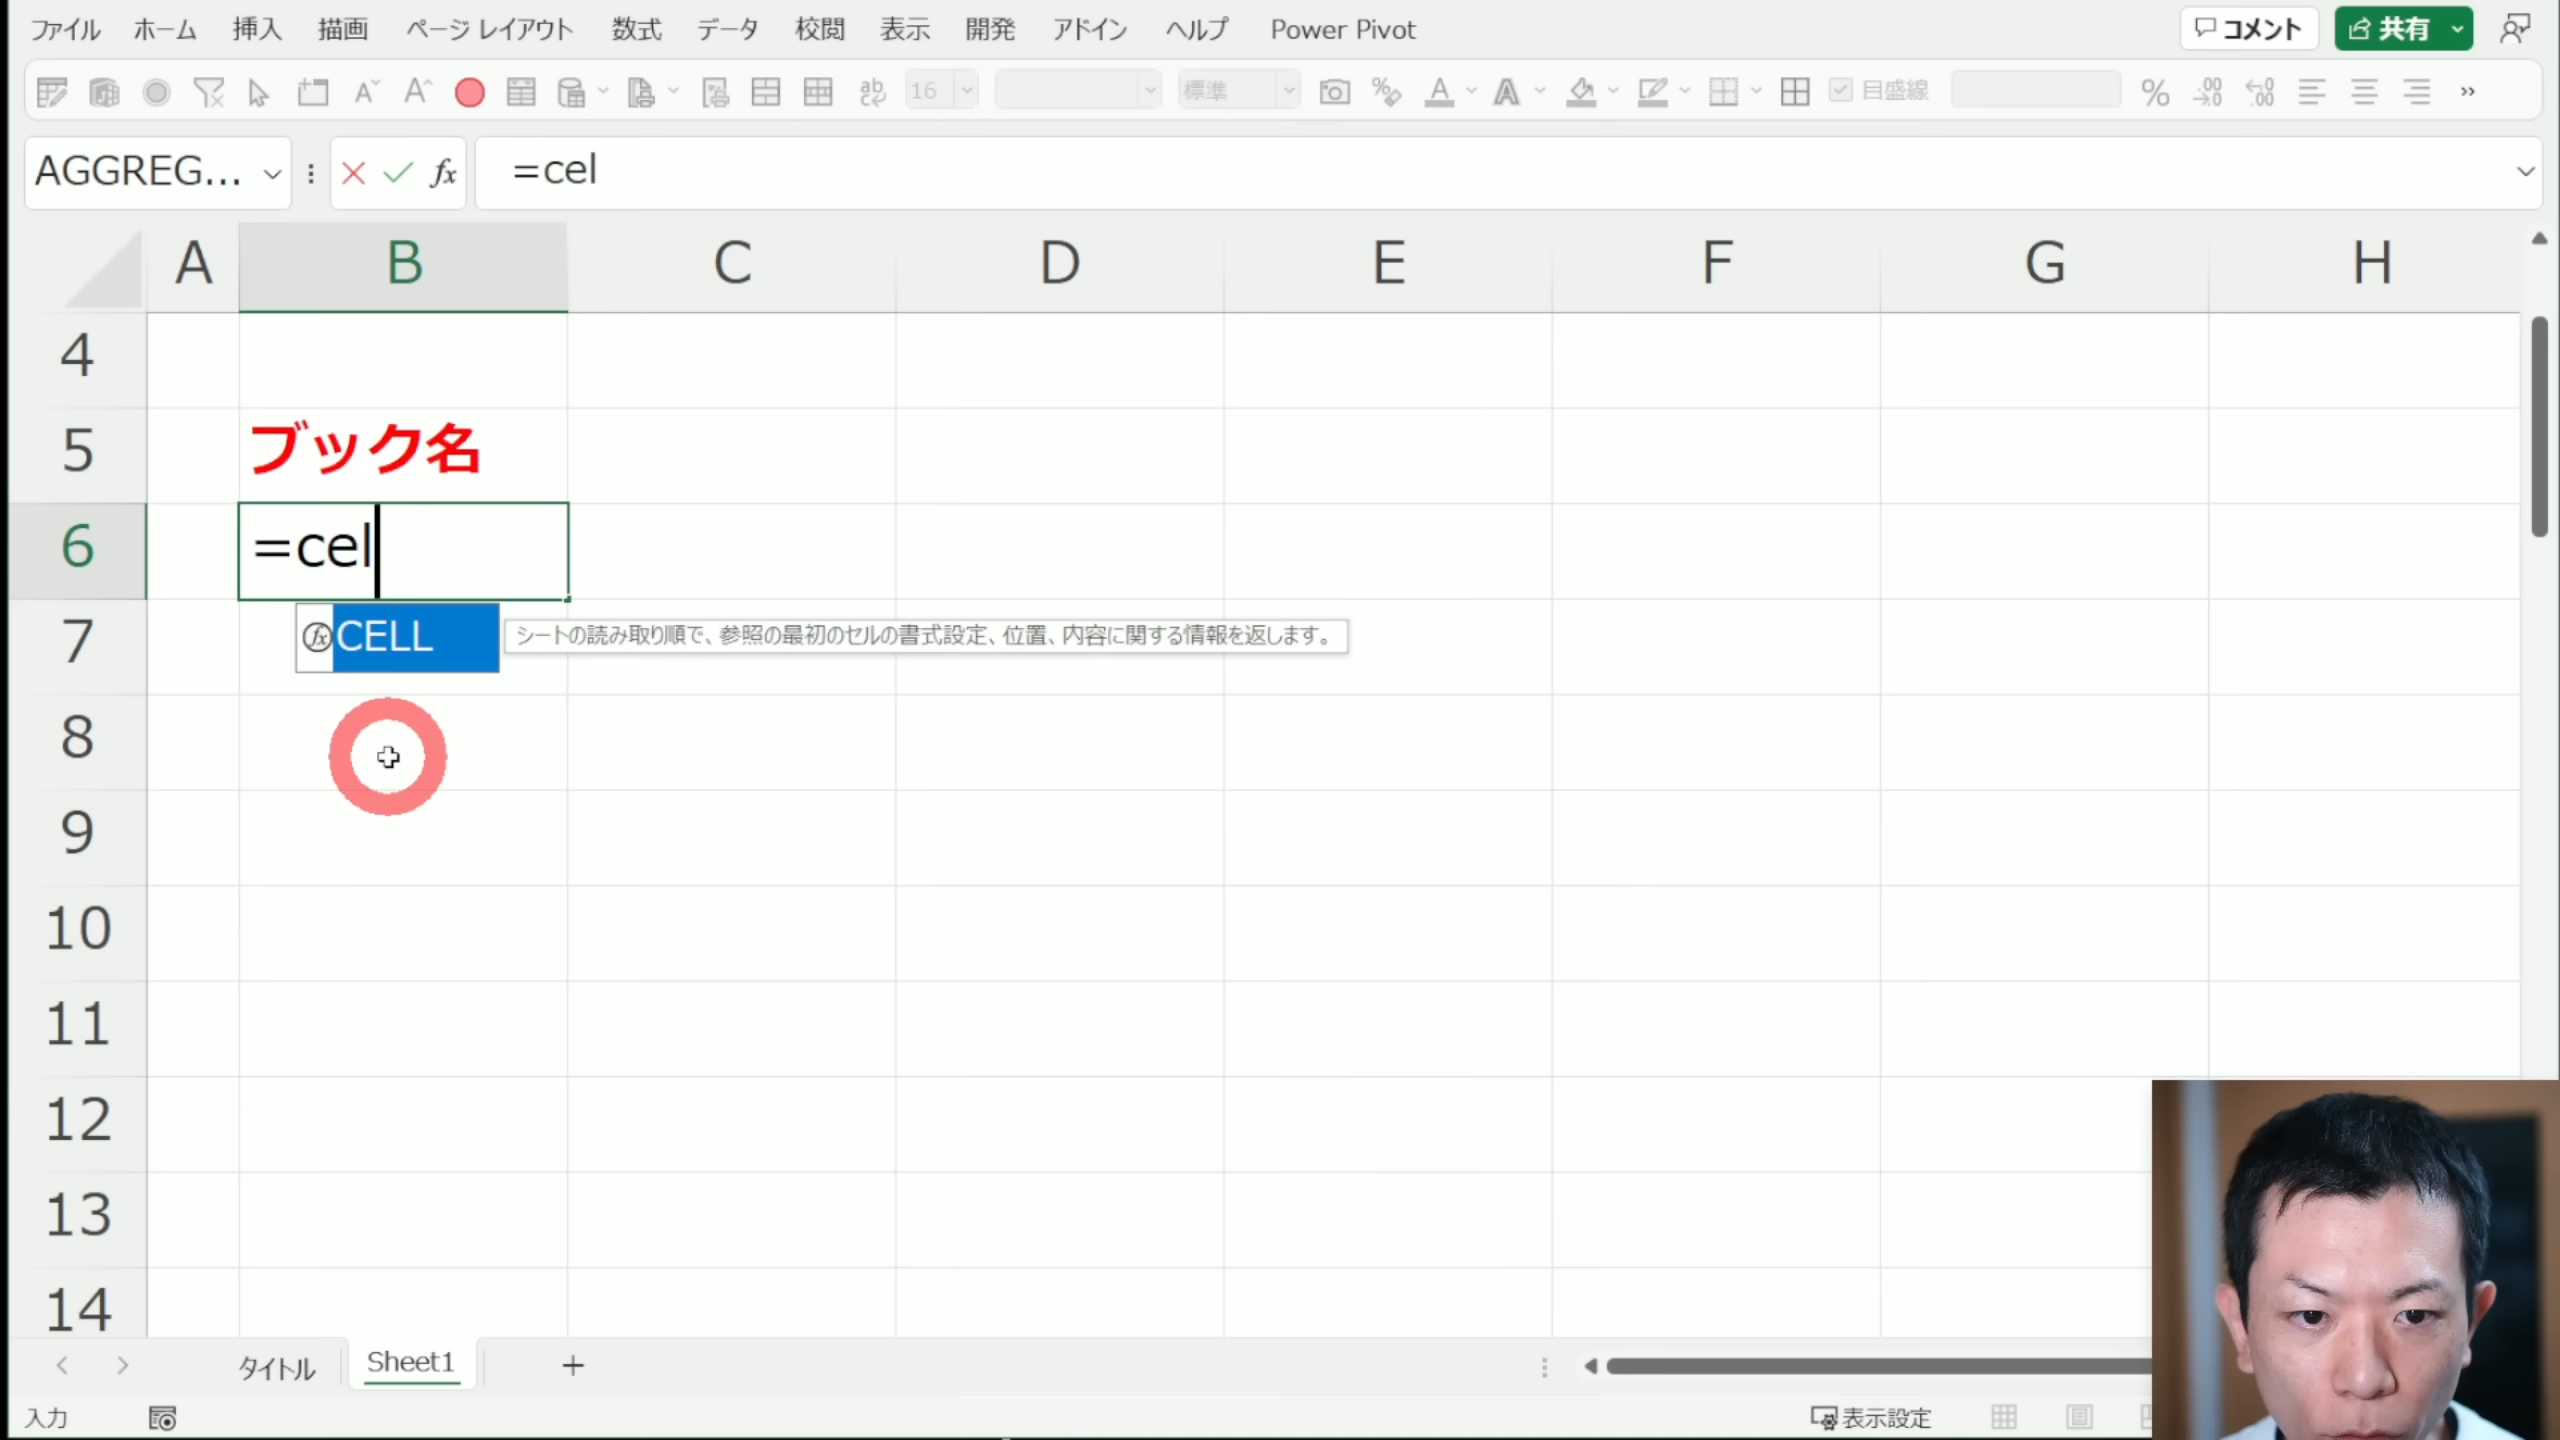 ファイル ホーム 挿入 描画 ページ レイアウト 数式 データ 校閲 表示 開発 アドイン ヘルプ Power Pivot コメント 共有
16 標準 目盛線
AGGREG... fx =cel
A B C D E F G H
4
5 ブック名
6 =cel
7 CELL シートの読み取り順で、参照の最初のセルの書式設定、位置、内容に関する情報を返します。
8
9
10
11
12
13
14
タイトル Sheet1 +
入力 表示設定